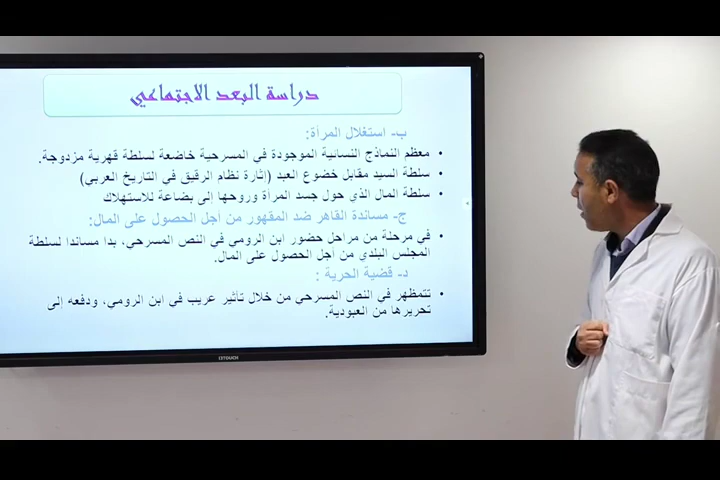 دراسة البعد الاجتماعي
ب- استغلال المرأة:
• معظم النماذج النسائية الموجودة في المسرحية خاضعة لسلطة قهرية مزدوجة.
• سلطة السيد مقابل خضوع العبد (إثارة نظام الرقيق في التاريخ العربي)
• سلطة المال الذي حول جسد المرأة وروحها إلى بضاعة للاستهلاك
ج- مساندة القاهر ضد المقهور من أجل الحصول على المال:
• في مرحلة من مراحل حضور ابن الرومي في النص المسرحي، بدا مساندا لسلطة
المجلس البلدي من أجل الحصول على المال.
د- قضية الحرية :
• تتمظهر في النص المسرحي من خلال تأثير عريب في ابن الرومي، ودفعه إلى
تحريرها من العبودية.
ISTOUCH